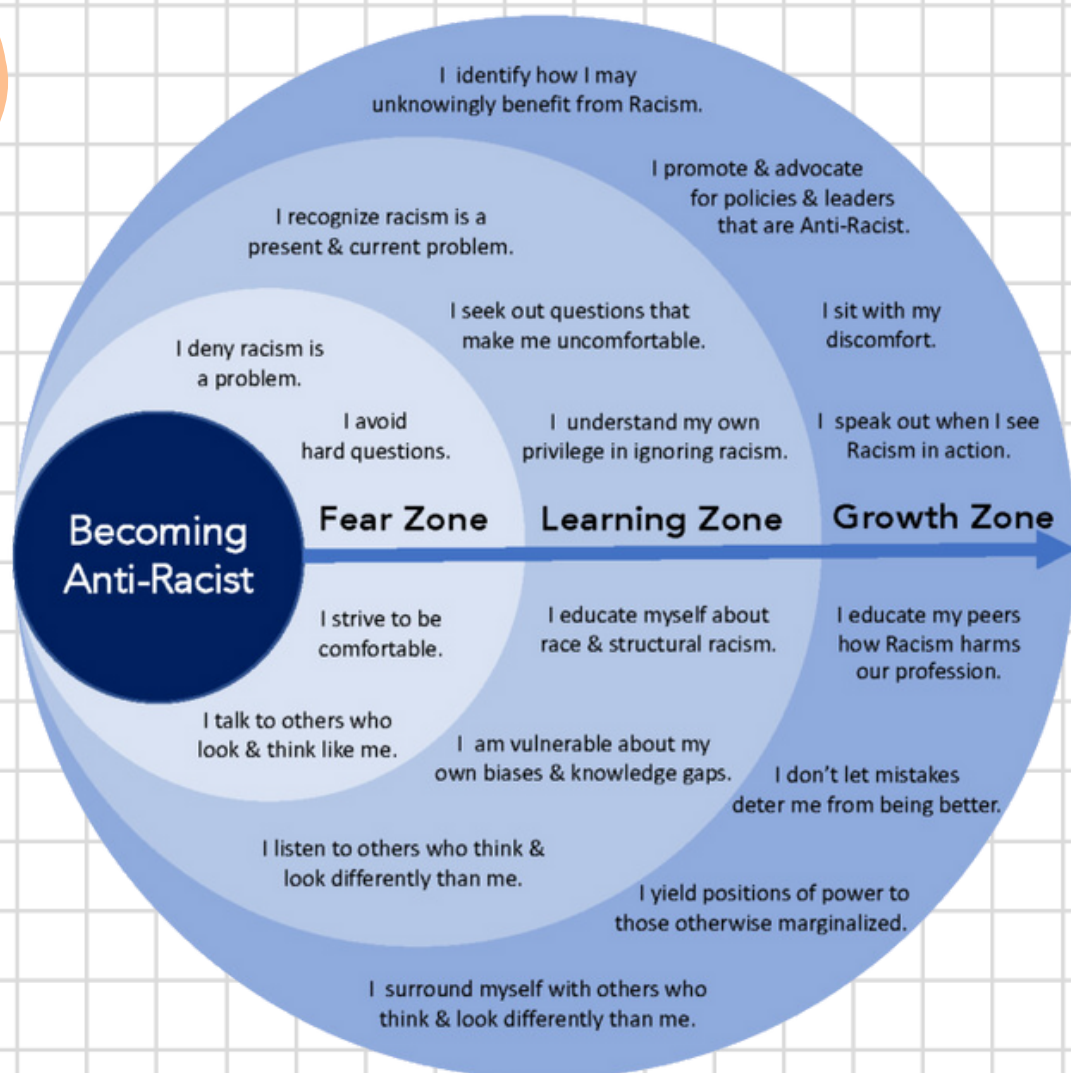 I identify how I may
unknowingly benefit from Racism.
I promote & advocate
for policies & leaders
that are Anti-Racist.
I recognize racism is a
present & current problem.
I seek out questions that
make me uncomfortable.
I sit with my
discomfort.
I deny racism is
a problem.
I avoid
hard questions.
I understand my own
privilege in ignoring racism.
I speak out when I see
Racism in action.
Becoming
Anti-Racist
Fear Zone
Learning Zone
Growth Zone
I strive to be
comfortable.
I educate myself about
race & structural racism.
I educate my peers
how Racism harms
our profession.
I talk to others who
look & think like me.
I am vulnerable about my
own biases & knowledge gaps.
I don’t let mistakes
deter me from being better.
I listen to others who think &
look differently than me.
I yield positions of power to
those otherwise marginalized.
I surround myself with others who
think & look differently than me.